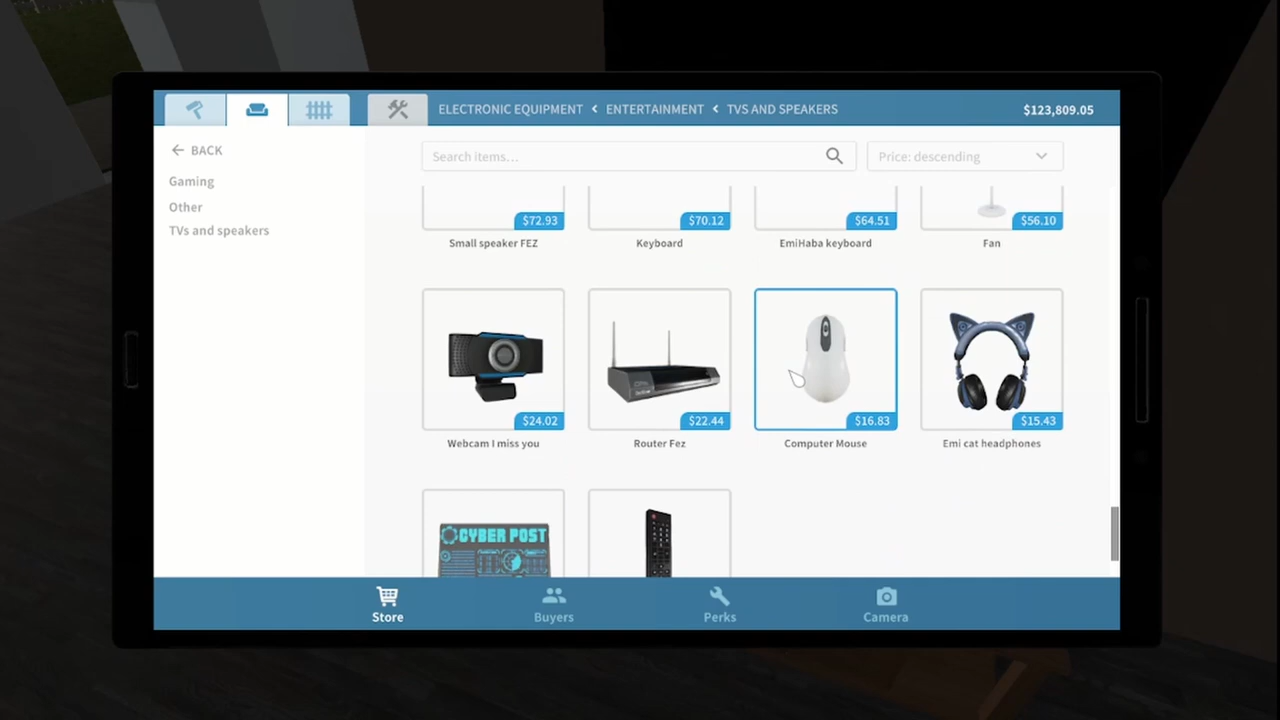 ELECTRONIC EQUIPMENT < ENTERTAINMENT < TVS AND SPEAKERS
$123,809.05
BACK
Gaming
Other
TVs and speakers
Search items...
Price: descending
$72.93
$70.12
$64.51
$56.10
Small speaker FEZ
Keyboard
EmiHaba keyboard
Fan
$24.02
$22.44
$16.83
$15.43
Webcam I miss you
Router Fez
Computer Mouse
Emi cat headphones
CYBER POST
Store
Buyers
Perks
Camera